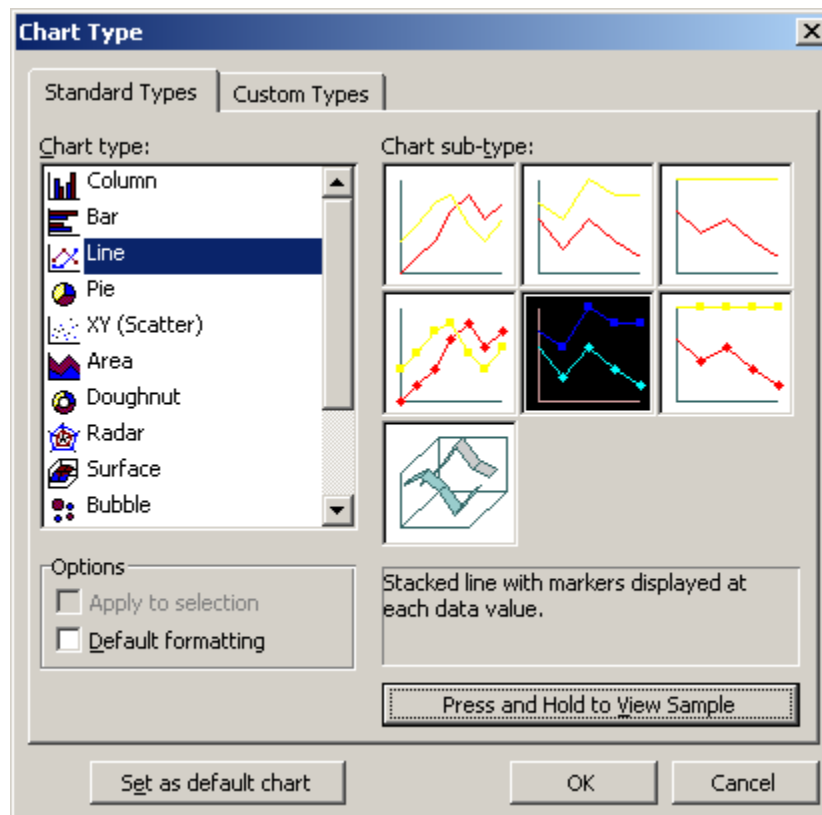 Chart Type
Standard Types
Custom Types
Chart type:
Column
Bar
Line
Pie
XY (Scatter)
Area
Doughnut
Radar
Surface
Bubble
Chart sub-type:
Options
Apply to selection
Default formatting
Stacked line with markers displayed at
each data value.
Press and Hold to View Sample
Set as default chart
OK
Cancel